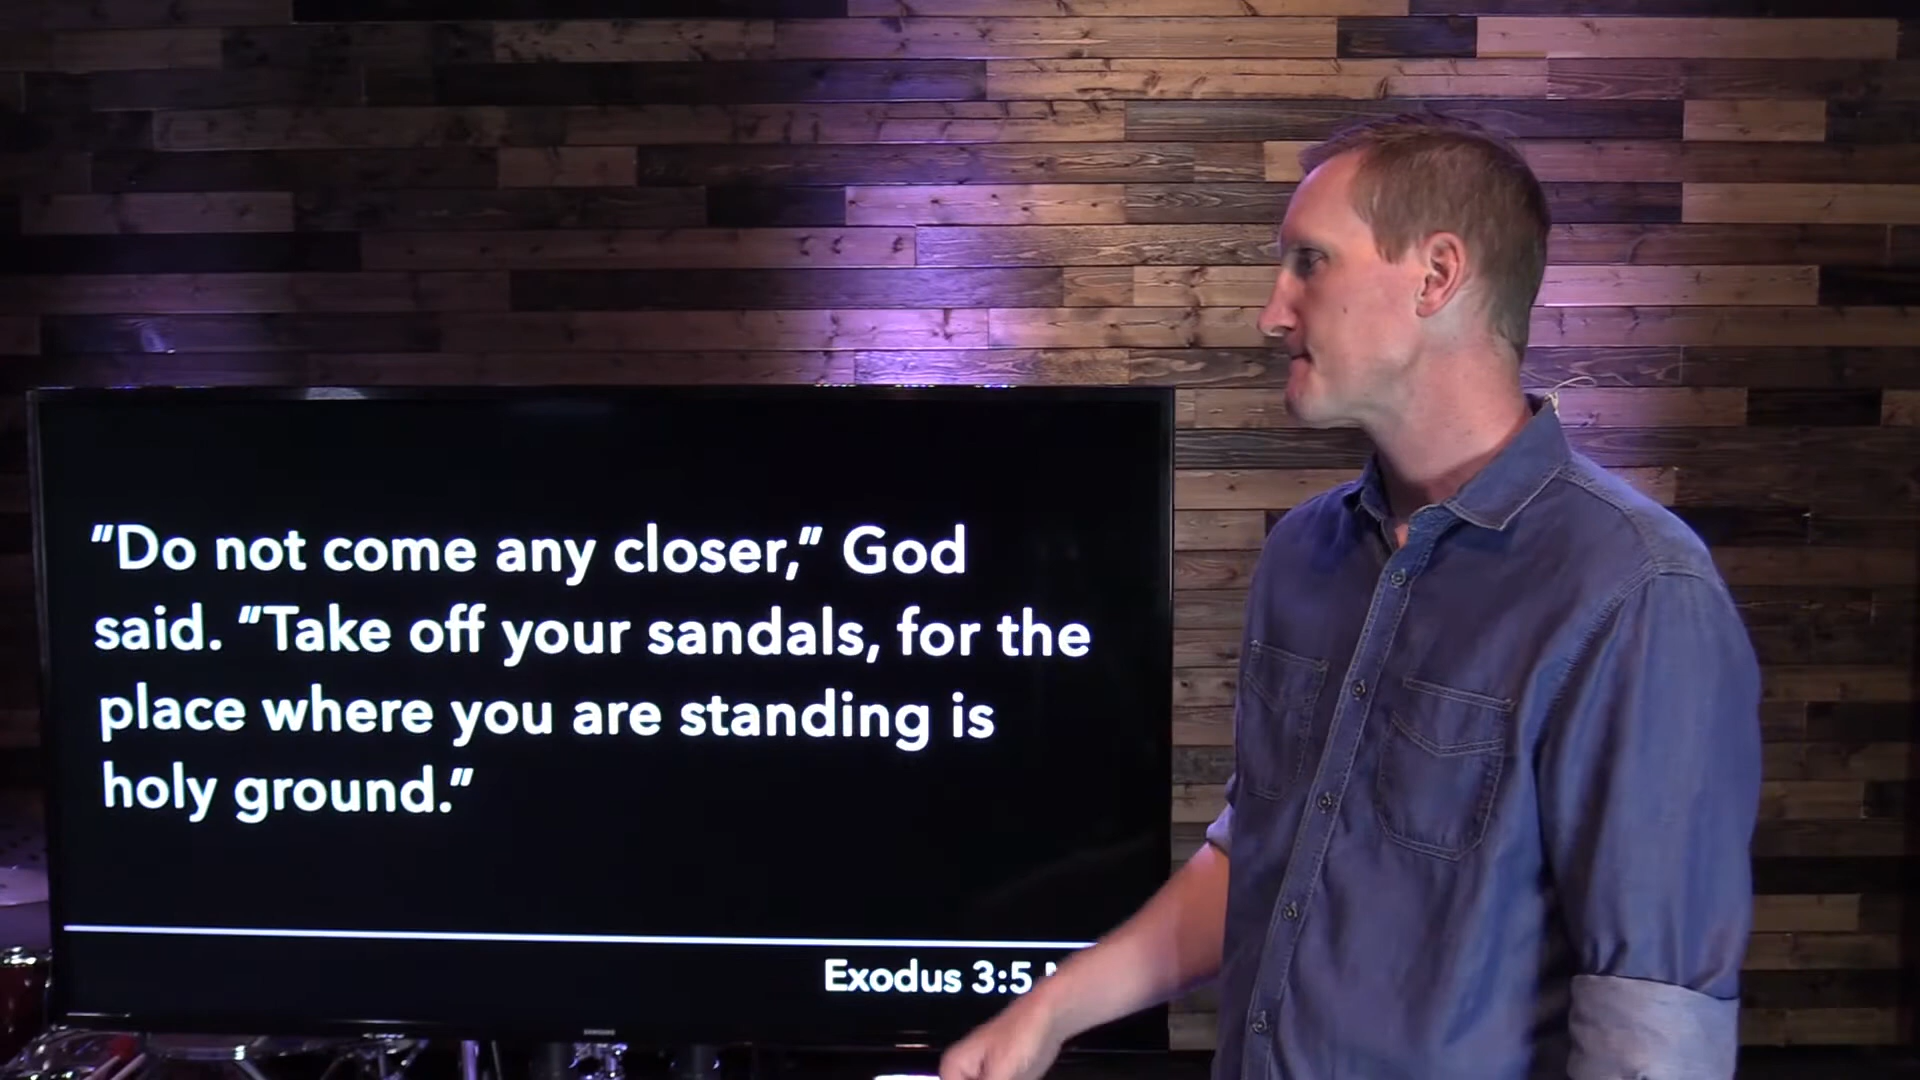 "Do not come any closer," God
said. "Take off your sandals, for the
place where you are standing is
holy ground."
Exodus 3:5
SAMSUNG